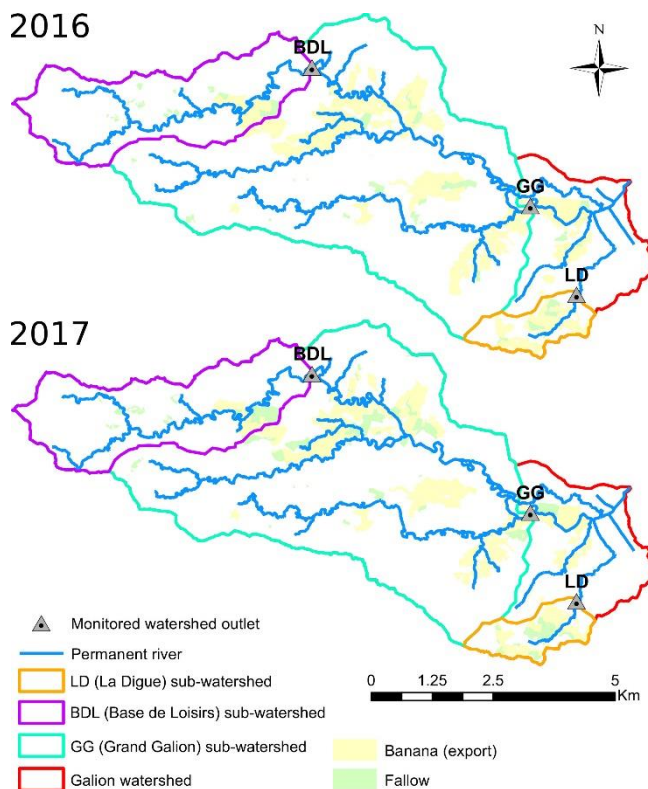 2016
N
BDL
GG
LD
2017
BDL
GG
LD
Monitored watershed outlet
Permanent river
LD (La Digue) sub-watershed
BDL (Base de Loisirs) sub-watershed
GG (Grand Galion) sub-watershed
Galion watershed
0 1.25 2.5 5
Km
Banana (export)
Fallow